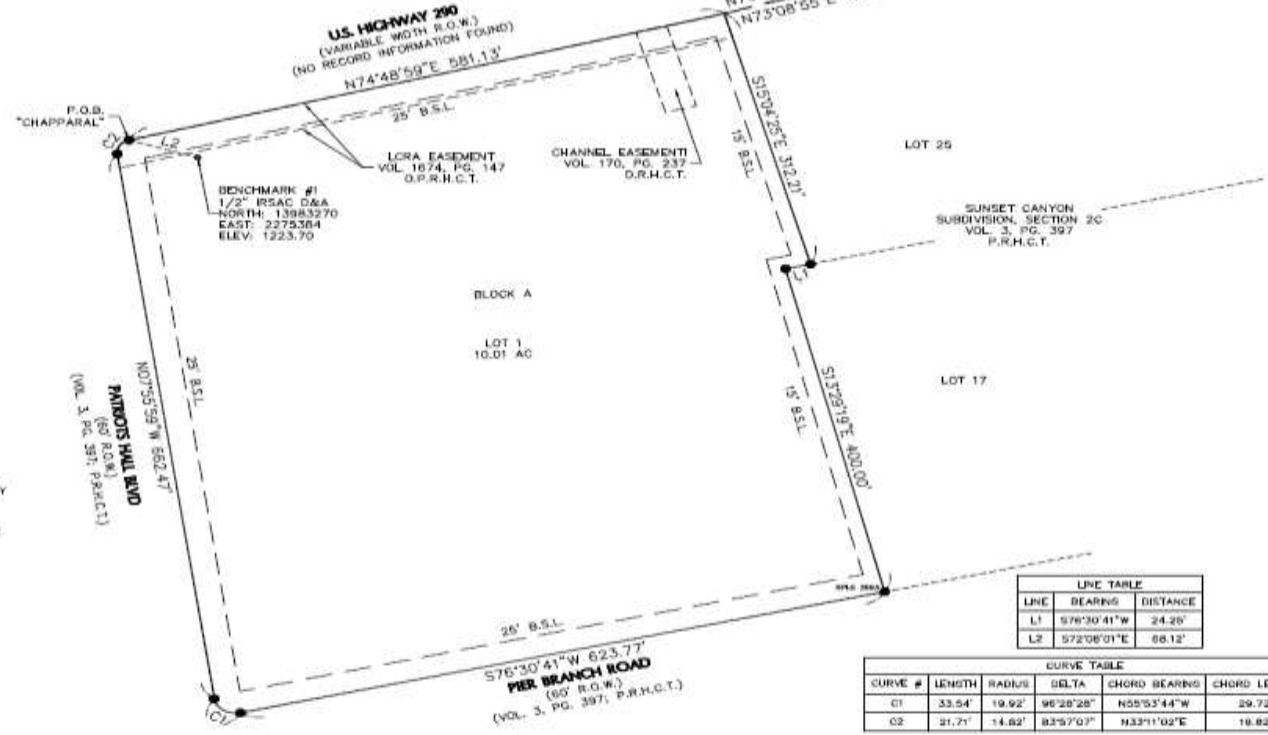 U.S. HIGHWAY 290
(VARIABLE WIDTH R.O.W.)
(NO RECORD INFORMATION FOUND)
N74°48'59"E 581.13'
N73°08'55"E
P.O.B.
"CHAPPARAL"
C2
L2
25' B.S.L.
LCRA EASEMENT
VOL. 1674, PG. 147
O.P.R.H.C.T.
CHANNEL EASEMENT
VOL. 170, PG. 237
D.R.H.C.T.
BENCHMARK #1
1/2" IRSAC D&A
NORTH: 13983270
EAST: 2275384
ELEV: 1223.70
15' B.S.L.
S15°04'25"E 312.21'
LOT 25
SUNSET CANYON
SUBDIVISION, SECTION 2C
VOL. 3, PG. 397
P.R.H.C.T.
L1
BLOCK A
LOT 1
10.01 AC
25' B.S.L.
N07°55'59"W 662.47'
PATRIOTS HALL BLVD
(60' R.O.W.)
(VOL. 3, PG. 397; P.R.H.C.T.)
15' B.S.L.
S13°29'19"E 400.00'
LOT 17
25' B.S.L.
S76°30'41"W 623.77'
PIER BRANCH ROAD
(60' R.O.W.)
(VOL. 3, PG. 397; P.R.H.C.T.)
C1
LINE TABLE
LINE BEARING DISTANCE
L1 S76°30'41"W 24.26'
L2 S72°08'01"E 68.12'
CURVE TABLE
CURVE # LENGTH RADIUS DELTA CHORD BEARING CHORD LE
C1 33.54' 19.92' 96°28'28" N55°53'44"W 29.72
C2 21.71' 14.82' 83°57'07" N33°11'02"E 19.82